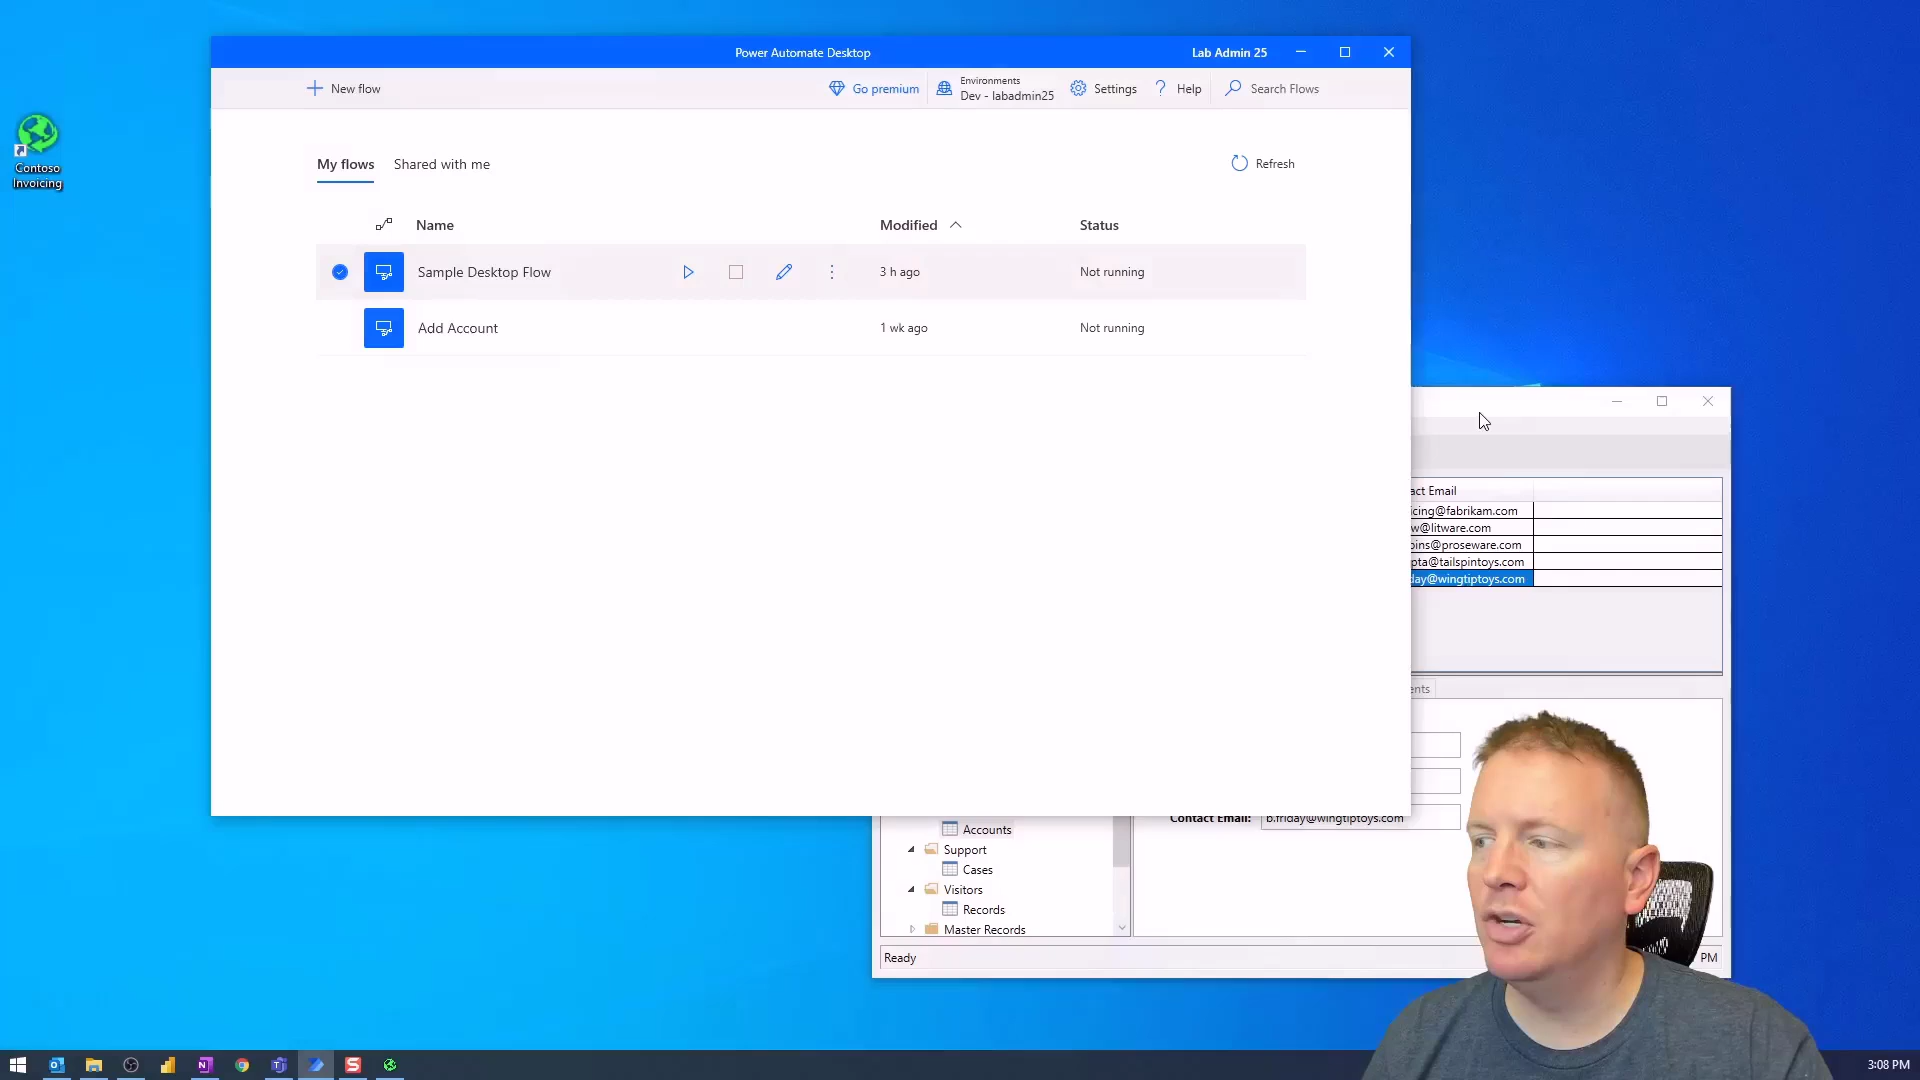 Power Automate Desktop
Lab Admin 25
New flow
Go premium
Environments
Dev - labadmin25
Settings
Help
Search Flows
Contoso
Invoicing
My flows
Shared with me
Refresh
Name
Modified
Status
Sample Desktop Flow
3 h ago
Not running
Add Account
1 wk ago
Not running
act Email
icing@fabrikam.com
w@litware.com
bins@proseware.com
pta@tailspintoys.com
day@wingtiptoys.com
ents
Contact Email:
b.friday@wingtiptoys.com
Accounts
Support
Cases
Visitors
Records
Master Records
Ready
PM
3:08 PM